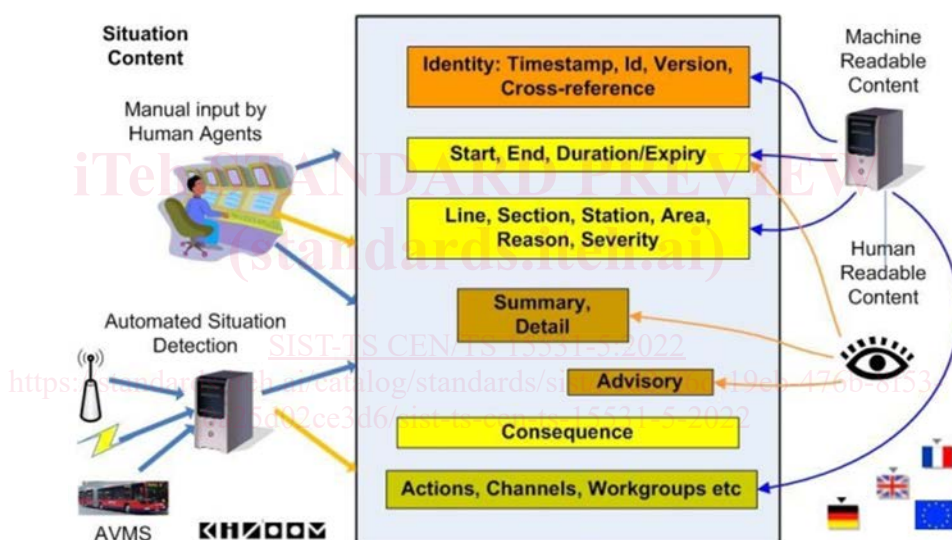 Situation
Content
Manual input by
Human Agents
Automated Situation
Detection
AVMS
Identity: Timestamp, Id, Version,
Cross-reference
Start, End, Duration/Expiry
Line, Section, Station, Area,
Reason, Severity
Summary,
Detail
Advisory
Consequence
Actions, Channels, Workgroups etc
Machine
Readable
Content
Human
Readable
Content
iTeh STANDARD PREVIEW
(standards.iteh.ai)
SIST-TS CEN/TS 15531-5:2022